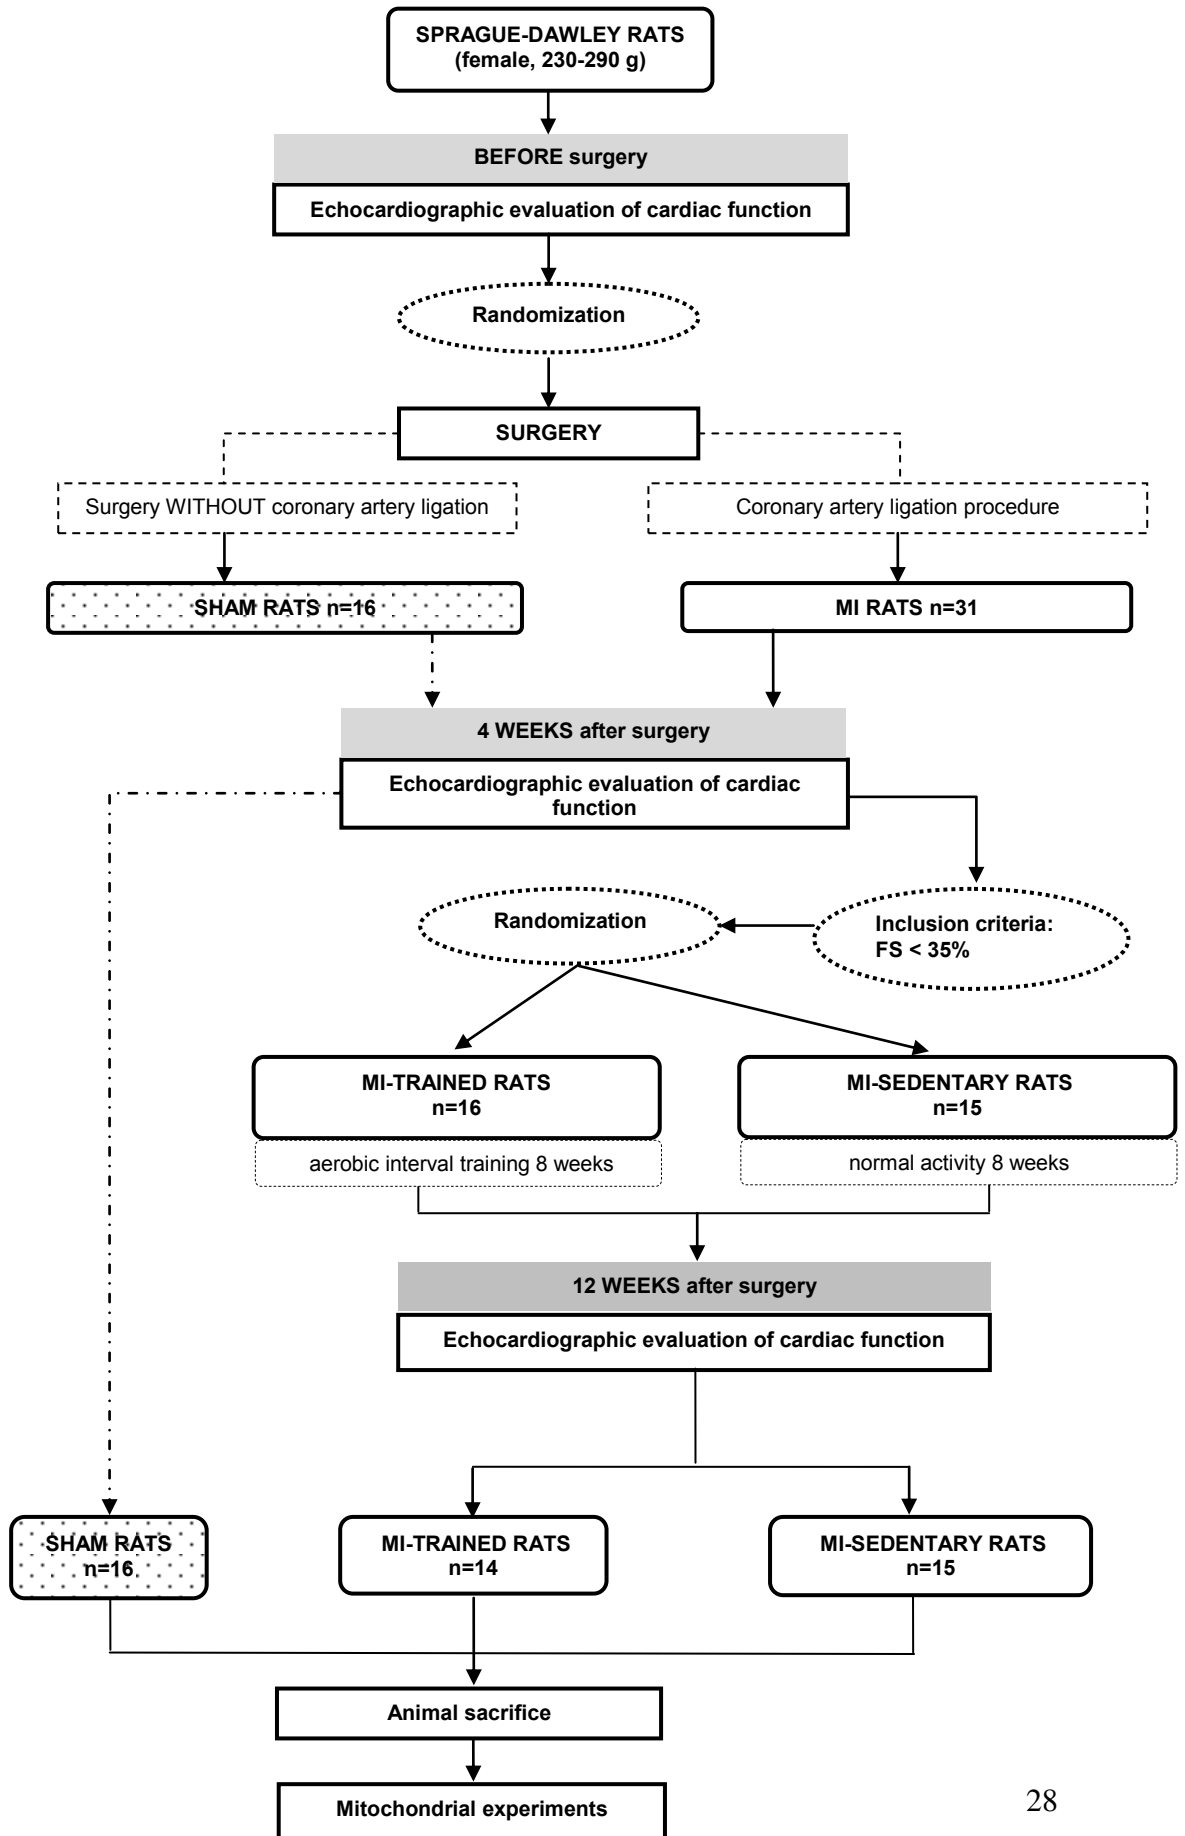 SPRAGUE-DAWLEY RATS
(female, 230-290 g)
BEFORE surgery
Echocardiographic evaluation of cardiac function
Randomization
SURGERY
Surgery WITHOUT coronary artery ligation
Coronary artery ligation procedure
SHAM RATS n=16
MI RATS n=31
4 WEEKS after surgery
Echocardiographic evaluation of cardiac
function
Randomization
Inclusion criteria:
FS < 35%
MI-TRAINED RATS
n=16
MI-SEDENTARY RATS
n=15
aerobic interval training 8 weeks
normal activity 8 weeks
12 WEEKS after surgery
Echocardiographic evaluation of cardiac function
SHAM RATS
n=16
MI-TRAINED RATS
n=14
MI-SEDENTARY RATS
n=15
Animal sacrifice
Mitochondrial experiments
28